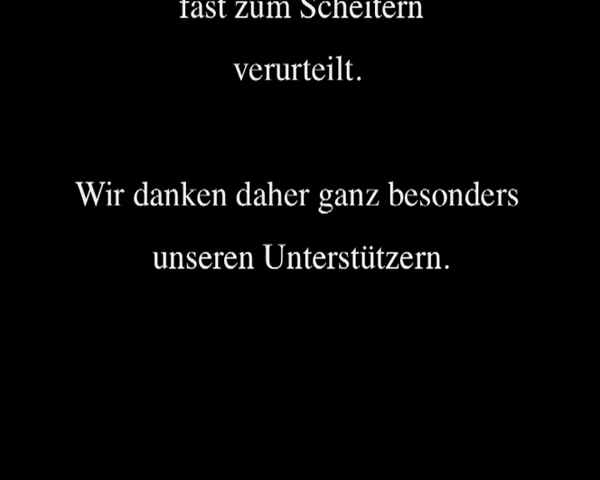 fast zum Scheitern
verurteilt.
Wir danken daher ganz besonders
unseren Unterstützern.